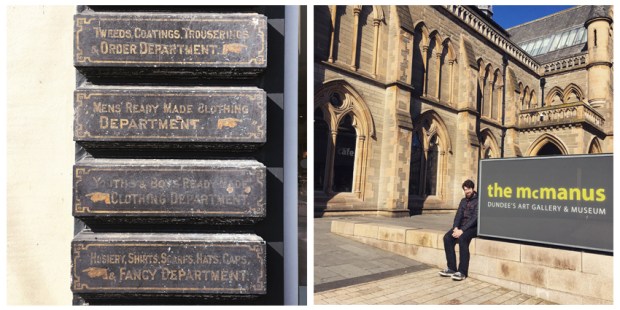 TWEEDS, COATINGS, TROUSERINGS
& ORDER DEPARTMENT.
MENS' READY MADE CLOTHING
DEPARTMENT.
YOUTHS & BOYS READY MADE
CLOTHING DEPARTMENT
HOSIERY, SHIRTS, SCARFS, HATS, CAPS,
& FANCY DEPARTMENT.
the mcmanus
DUNDEE'S ART GALLERY & MUSEUM